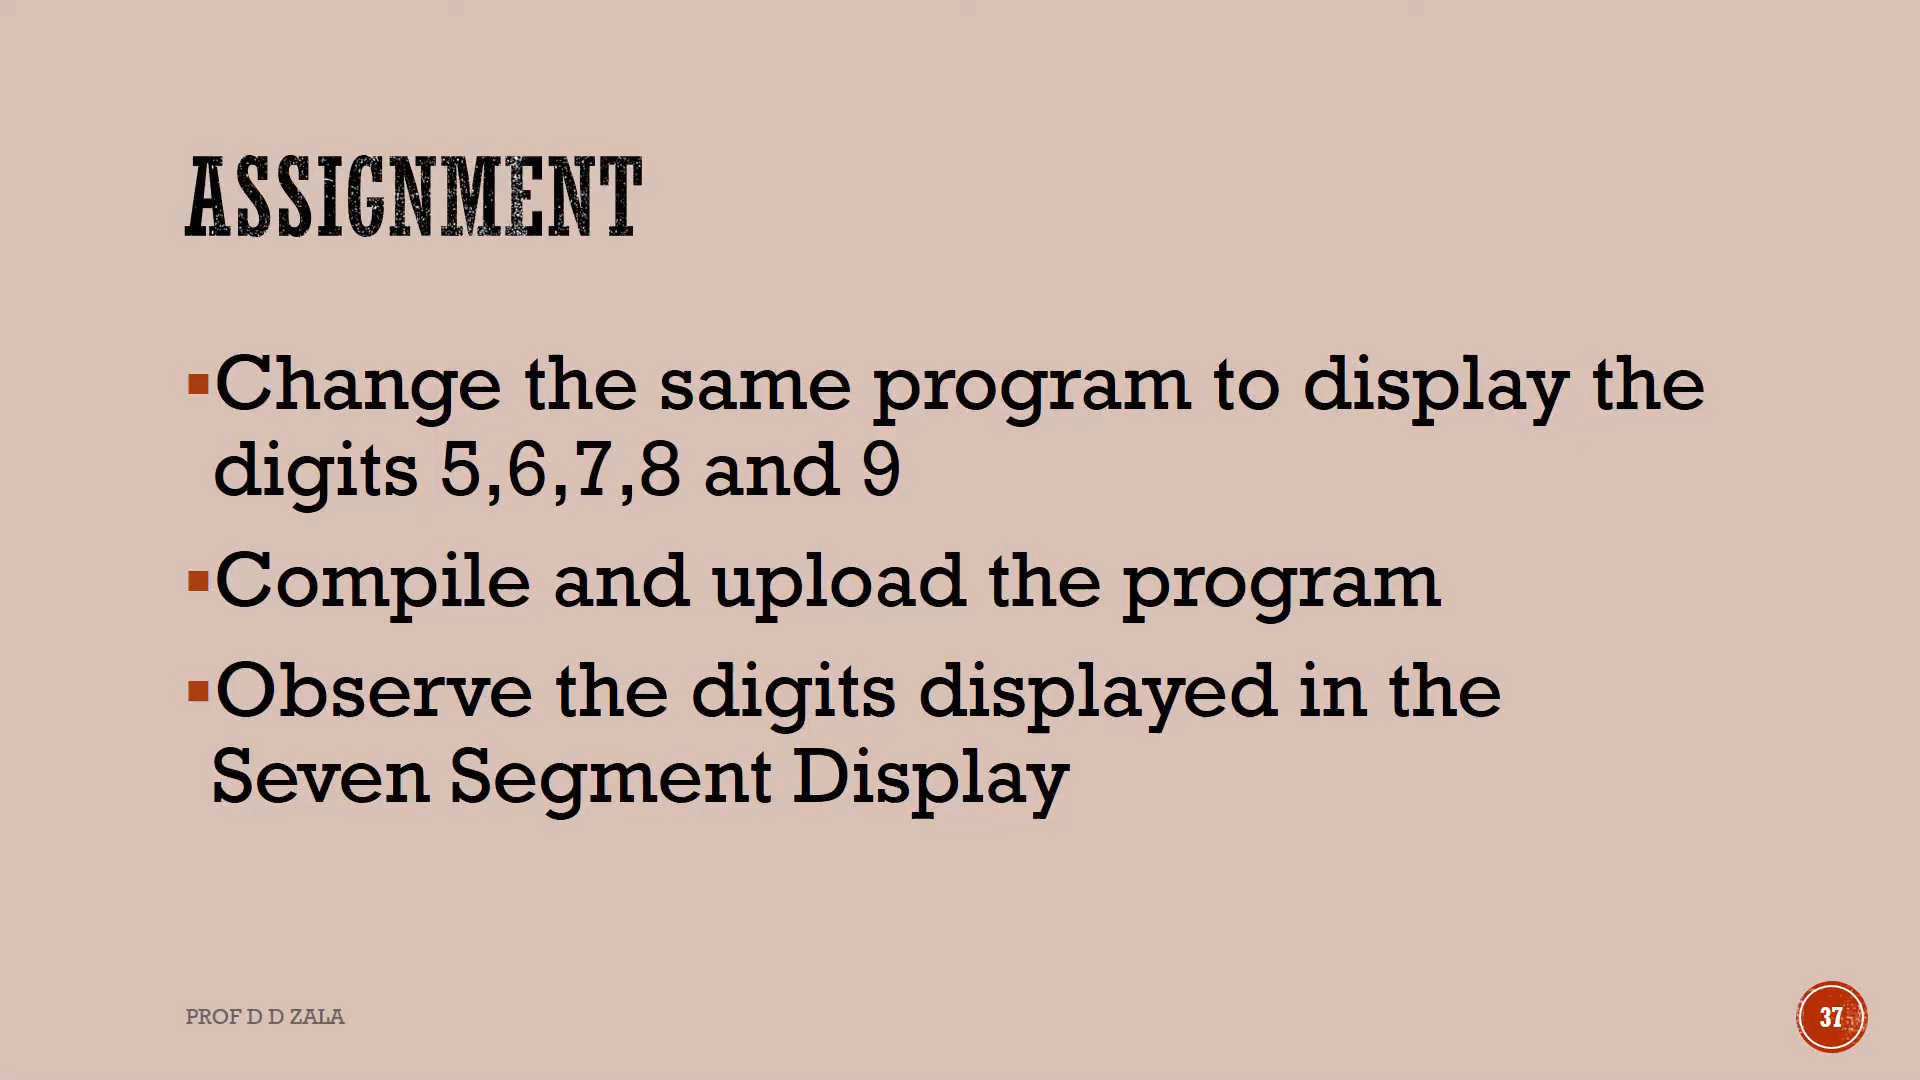 ASSIGNMENT
▪Change the same program to display the
digits 5,6,7,8 and 9
▪Compile and upload the program
▪Observe the digits displayed in the
Seven Segment Display
PROF D D ZALA
37